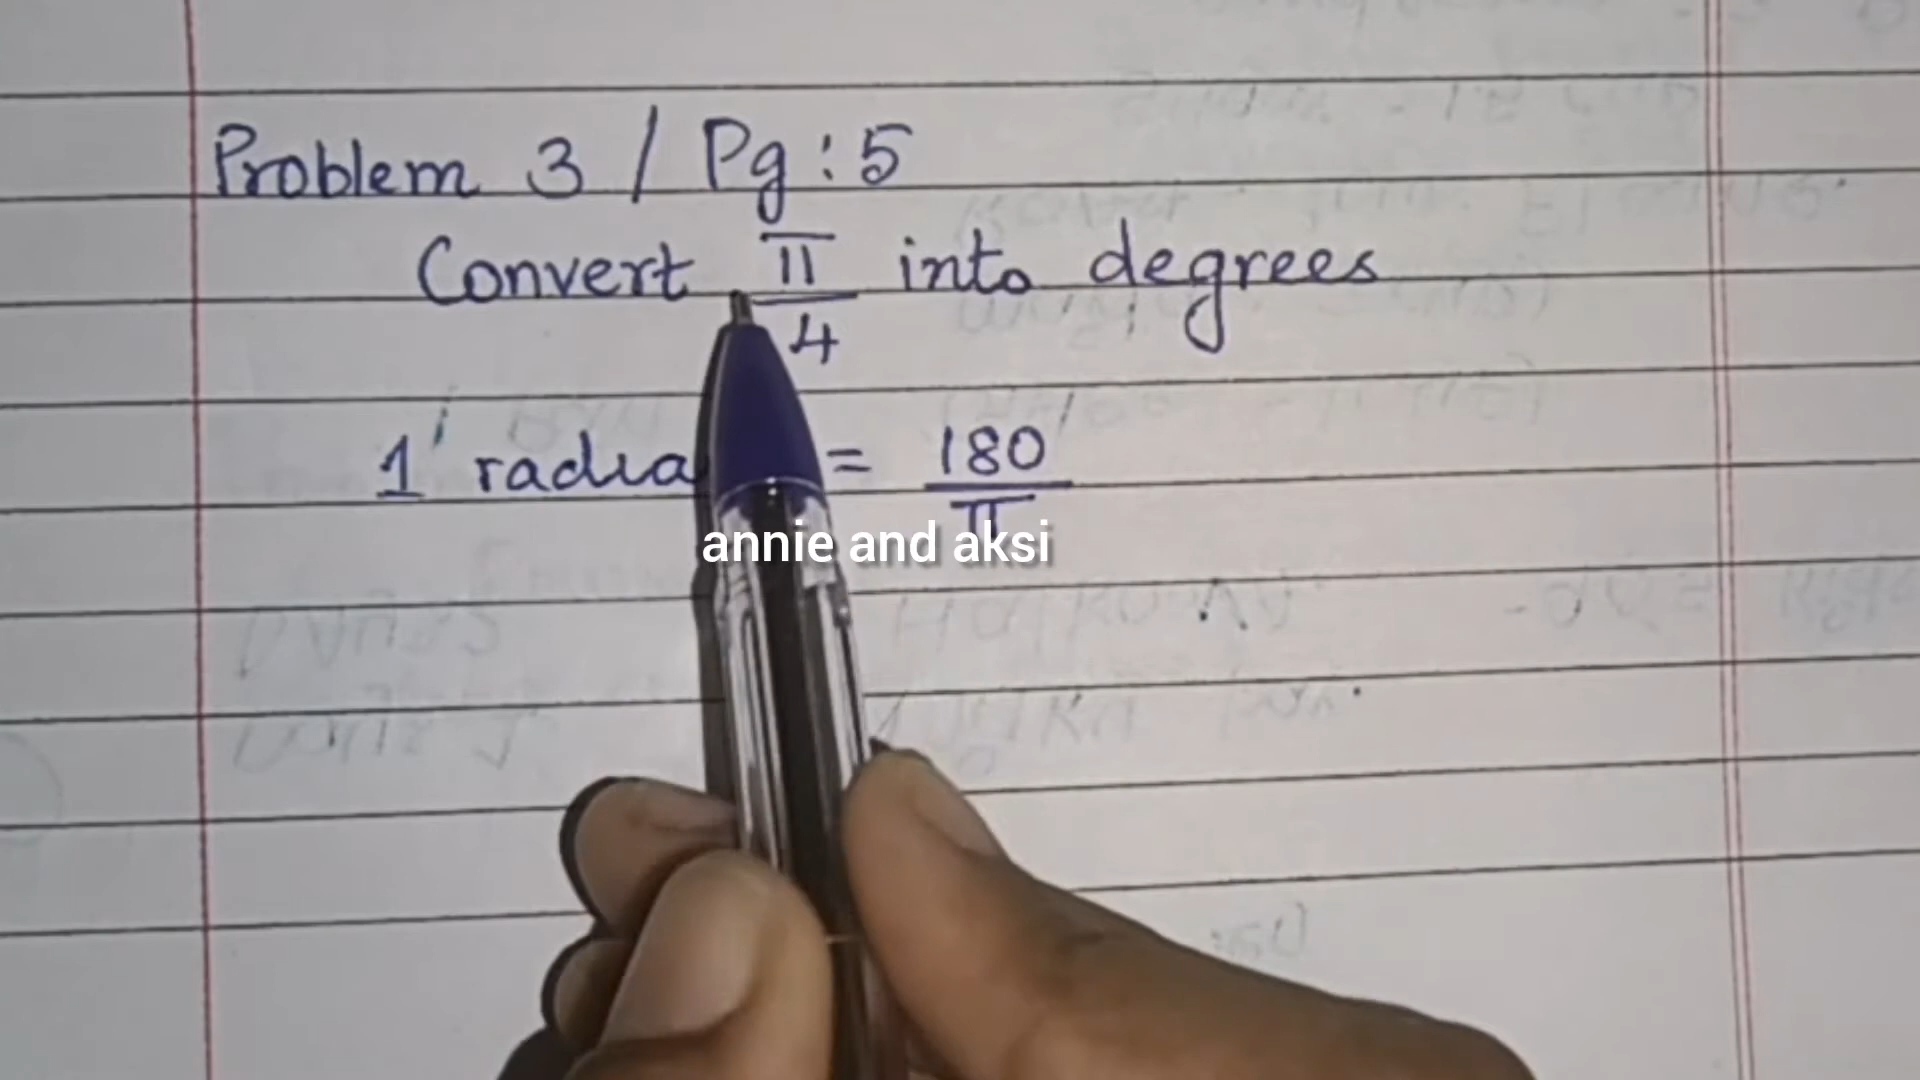 Problem 3 / Pg : 5
Convert π/4 into degrees
1 radia = 180/π
annie and aksi